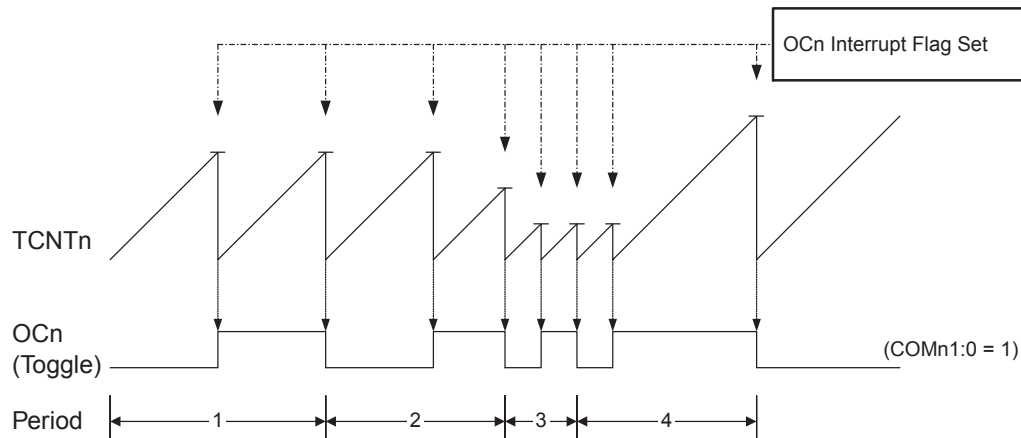 OCn Interrupt Flag Set
TCNTn
OCn
(Toggle)
(COMn1:0 = 1)
Period
1
2
3
4